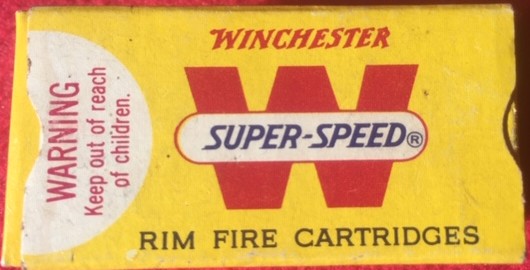 WINCHESTER
W
SUPER-SPEED®
RIM FIRE CARTRIDGES
WARNING
Keep out of reach
of children.